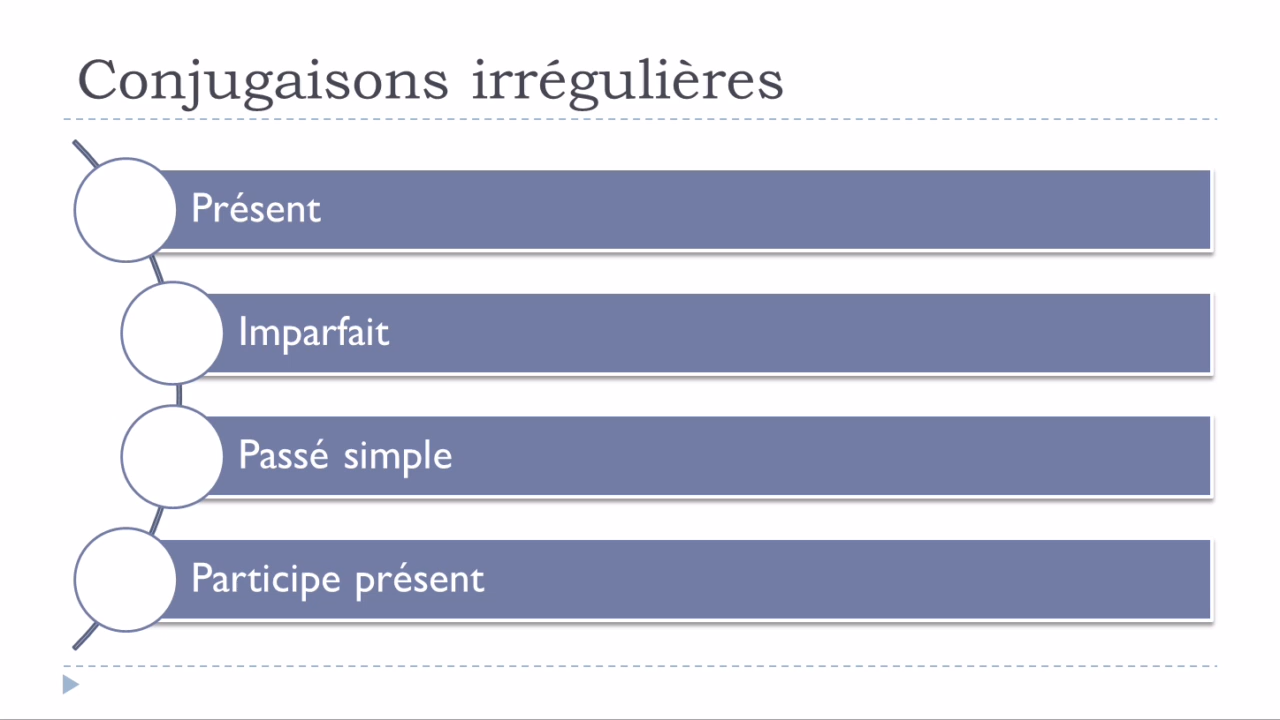 Conjugaisons irrégulières
Présent
Imparfait
Passé simple
Participe présent